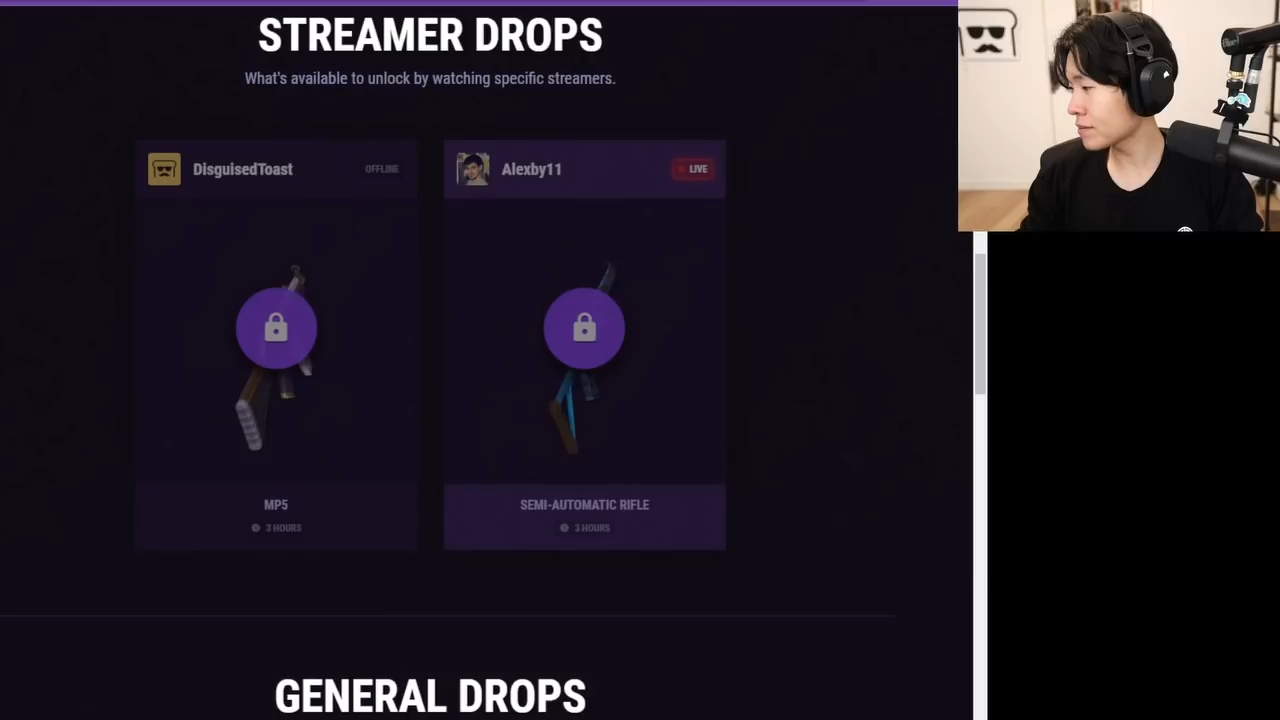 STREAMER DROPS
What's available to unlock by watching specific streamers.
DisguisedToast
OFFLINE
Alexby11
LIVE
MP5
3 HOURS
SEMI-AUTOMATIC RIFLE
3 HOURS
GENERAL DROPS